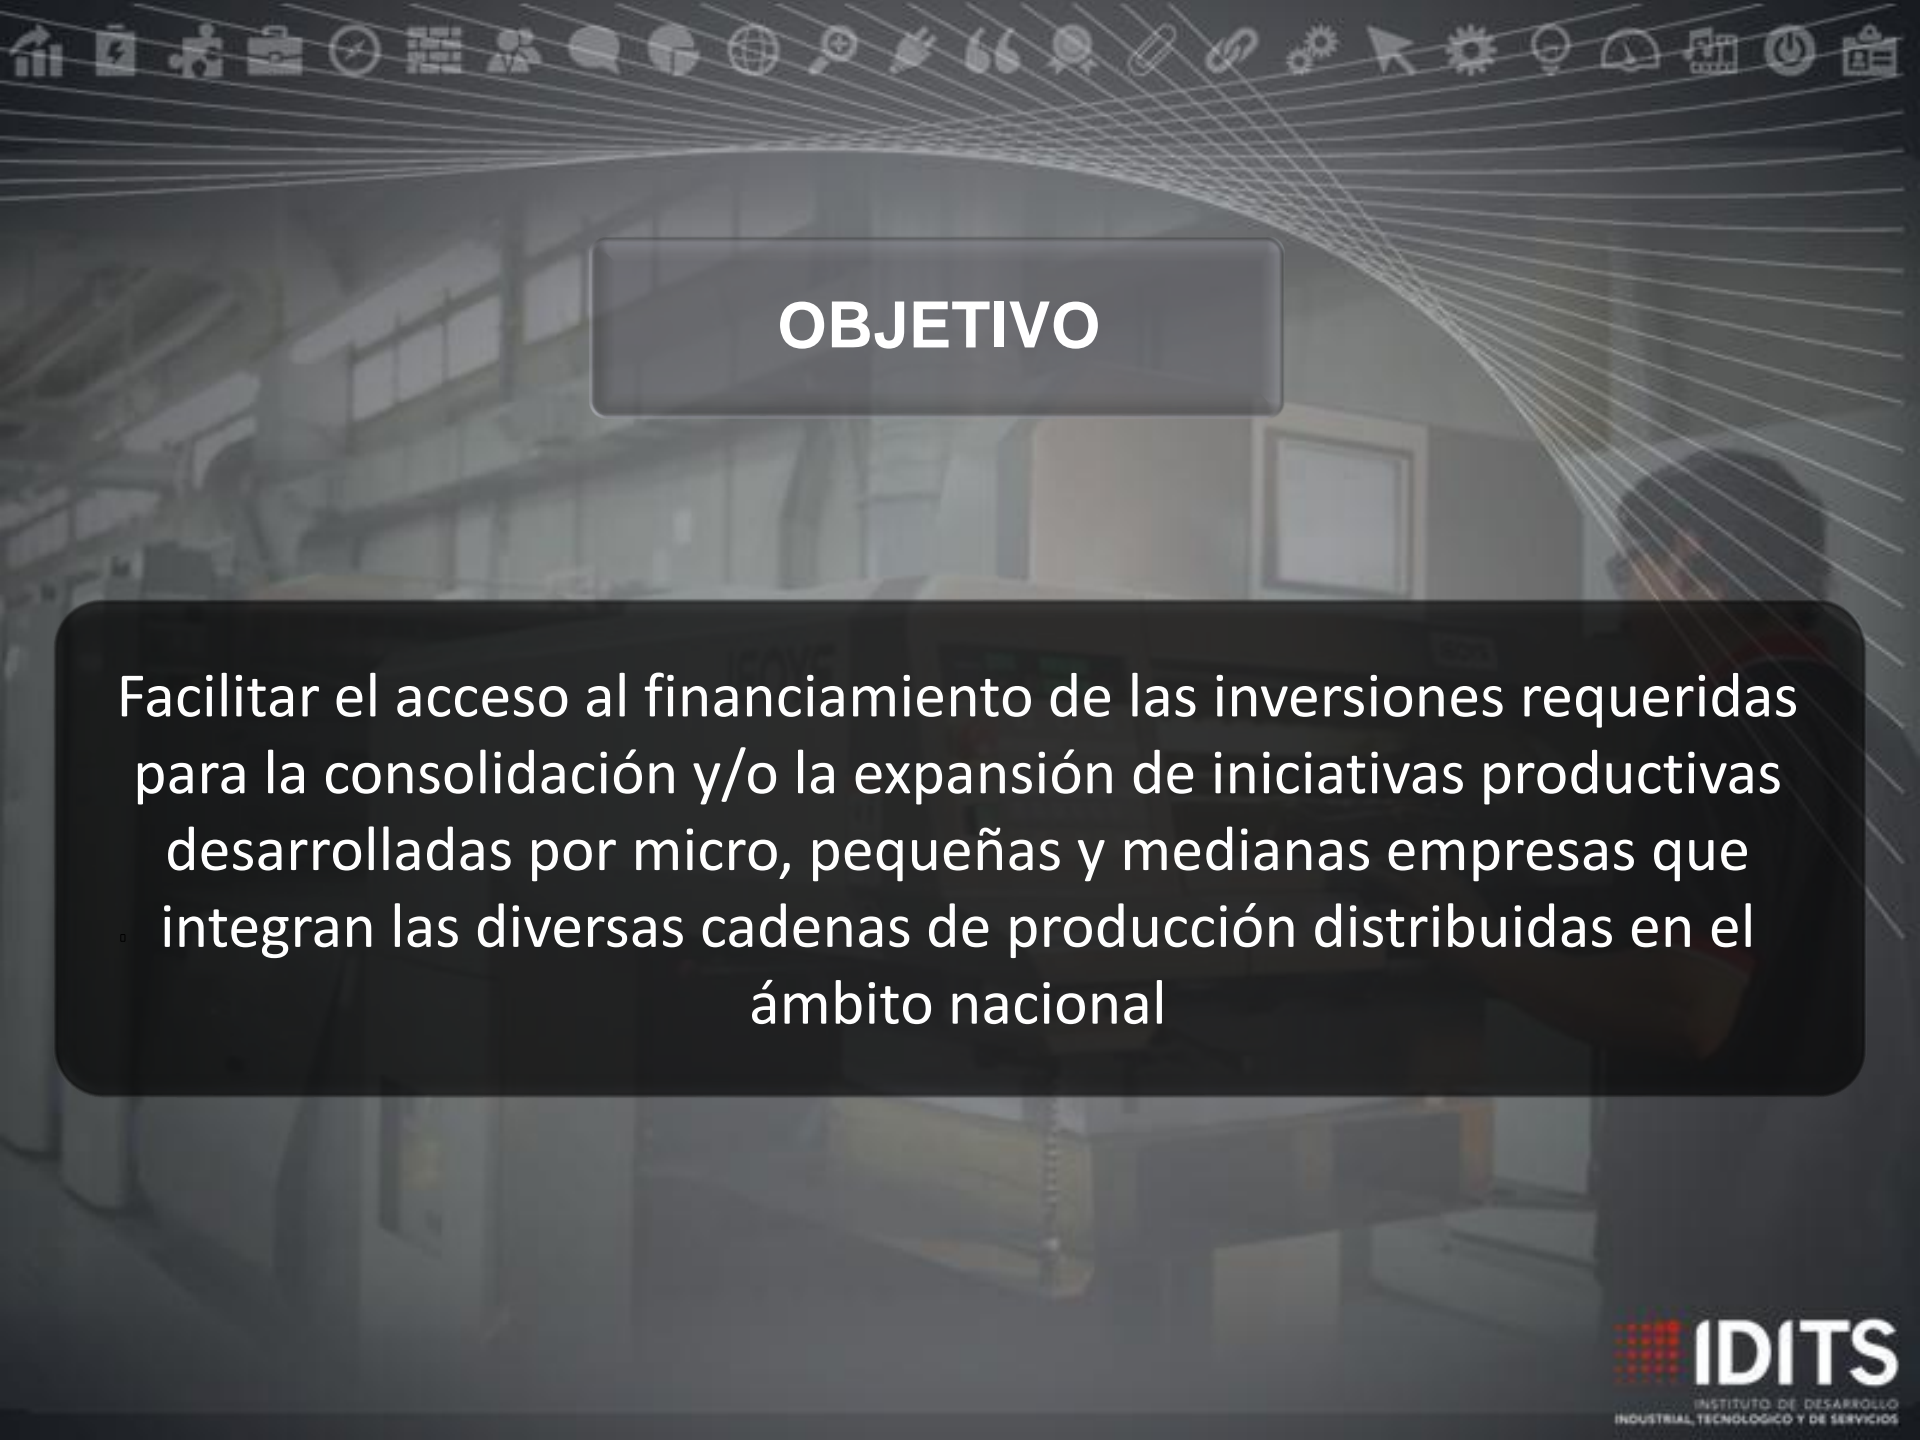 OBJETIVO
Facilitar el acceso al financiamiento de las inversiones requeridas
para la consolidación y/o la expansión de iniciativas productivas
desarrolladas por micro, pequeñas y medianas empresas que
integran las diversas cadenas de producción distribuidas en el
ámbito nacional
IDITS
INSTITUTO DE DESARROLLO
INDUSTRIAL, TECNOLOGICO Y DE SERVICIOS